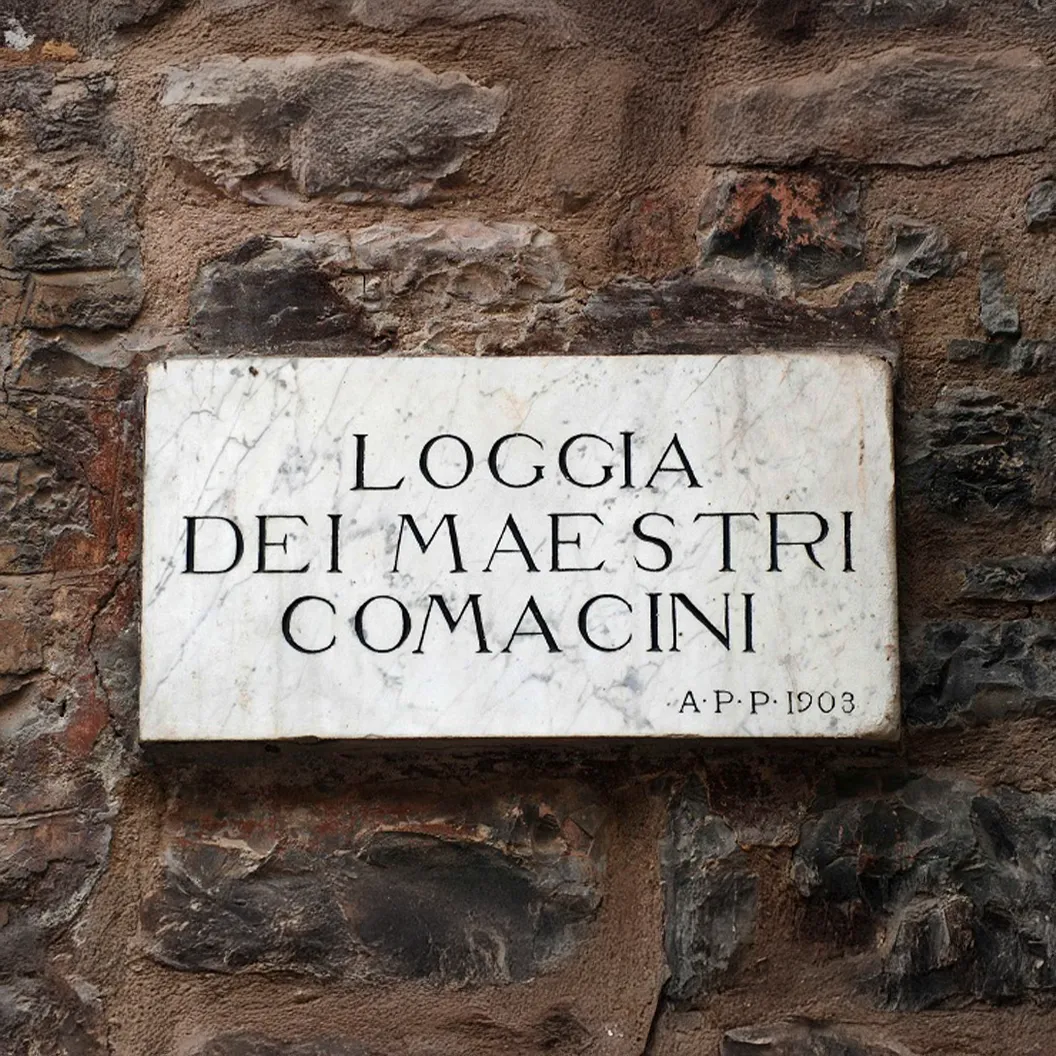 LOGGIA
DEI MAESTRI
COMACINI
A·P·P·1903